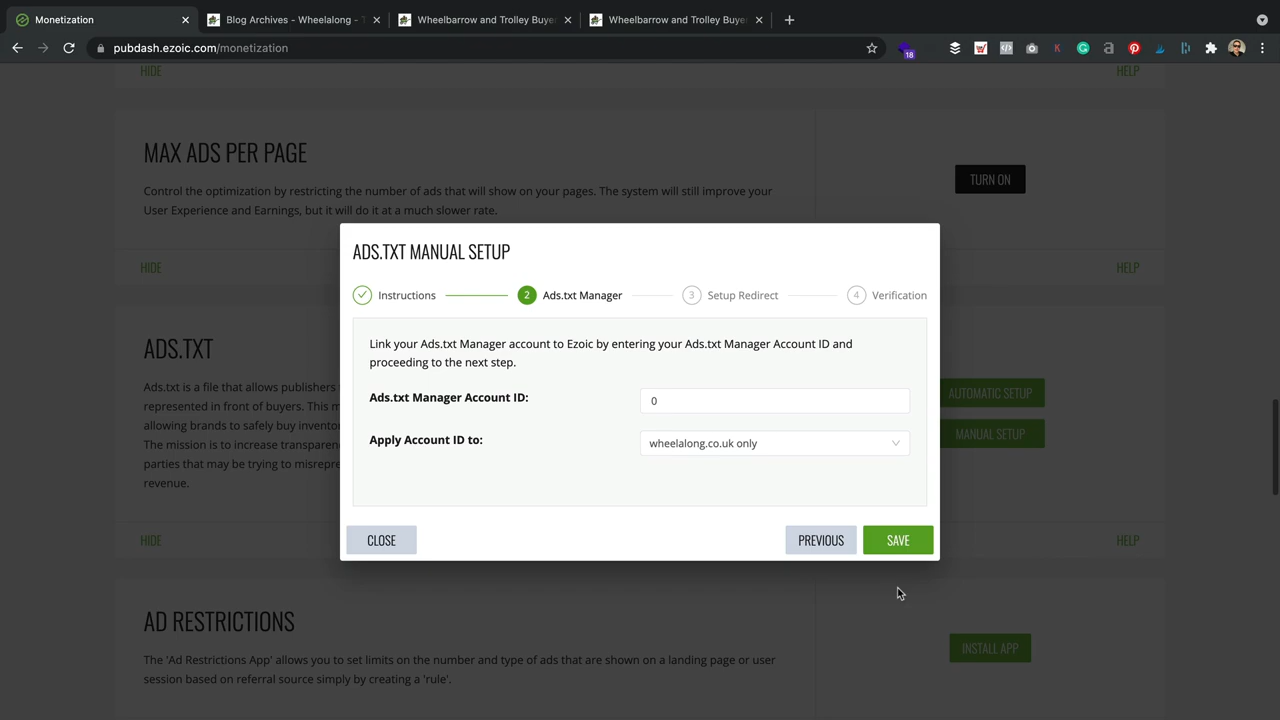 Monetization
Blog Archives - Wheelalong - T
Wheelbarrow and Trolley Buyer
Wheelbarrow and Trolley Buyer
pubdash.ezoic.com/monetization
18
HIDE
HELP
MAX ADS PER PAGE
Control the optimization by restricting the number of ads that will show on your pages. The system will still improve your
User Experience and Earnings, but it will do it at a much slower rate.
TURN ON
HIDE
HELP
ADS.TXT MANUAL SETUP
Instructions
2 Ads.txt Manager
3 Setup Redirect
4 Verification
Link your Ads.txt Manager account to Ezoic by entering your Ads.txt Manager Account ID and
proceeding to the next step.
Ads.txt Manager Account ID:
0
Apply Account ID to:
wheelalong.co.uk only
CLOSE
PREVIOUS
SAVE
ADS.TXT
Ads.txt is a file that allows publishers
represented in front of buyers. This m
allowing brands to safely buy invento
The mission is to increase transparen
parties that may be trying to misrepre
revenue.
AUTOMATIC SETUP
MANUAL SETUP
HIDE
HELP
AD RESTRICTIONS
The 'Ad Restrictions App' allows you to set limits on the number and type of ads that are shown on a landing page or user
session based on referral source simply by creating a 'rule'.
INSTALL APP